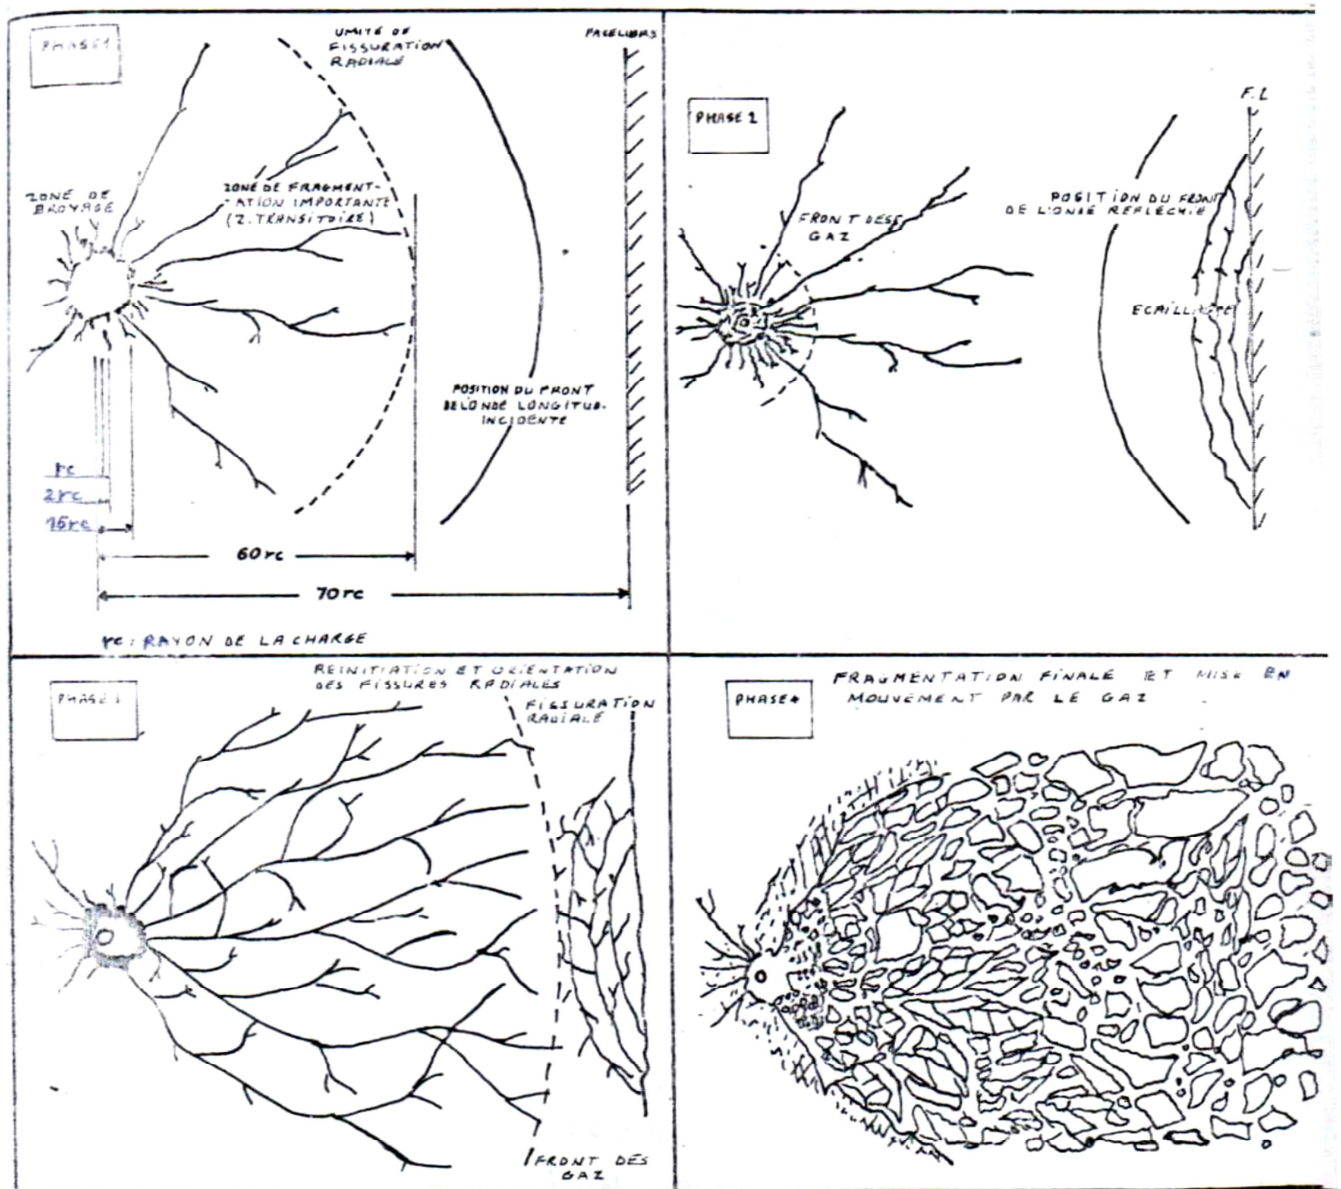 PHASE 1
LIMITE DE
FISSURATION
RADIALE
FACE LIBRE
ZONE DE
BROYAGE
ZONE DE FRAGMENT-
-ATION IMPORTANTE
(Z. TRANSITOIRE)
POSITION DU FRONT
DE L'ONDE LONGITUD.
INCIDENTE
rc
2rc
15rc
60 rc
70 rc
rc : RAYON DE LA CHARGE
PHASE 2
F.L
FRONT DES
GAZ
POSITION DU FRONT
DE L'ONDE REFLECHIE
ECAILLAGE
PHASE 3
REINITIATION ET ORIENTATION
DES FISSURES RADIALES
FISSURATION
RADIALE
FRONT DES
GAZ
PHASE 4
FRAGMENTATION FINALE ET MISE EN
MOUVEMENT PAR LE GAZ